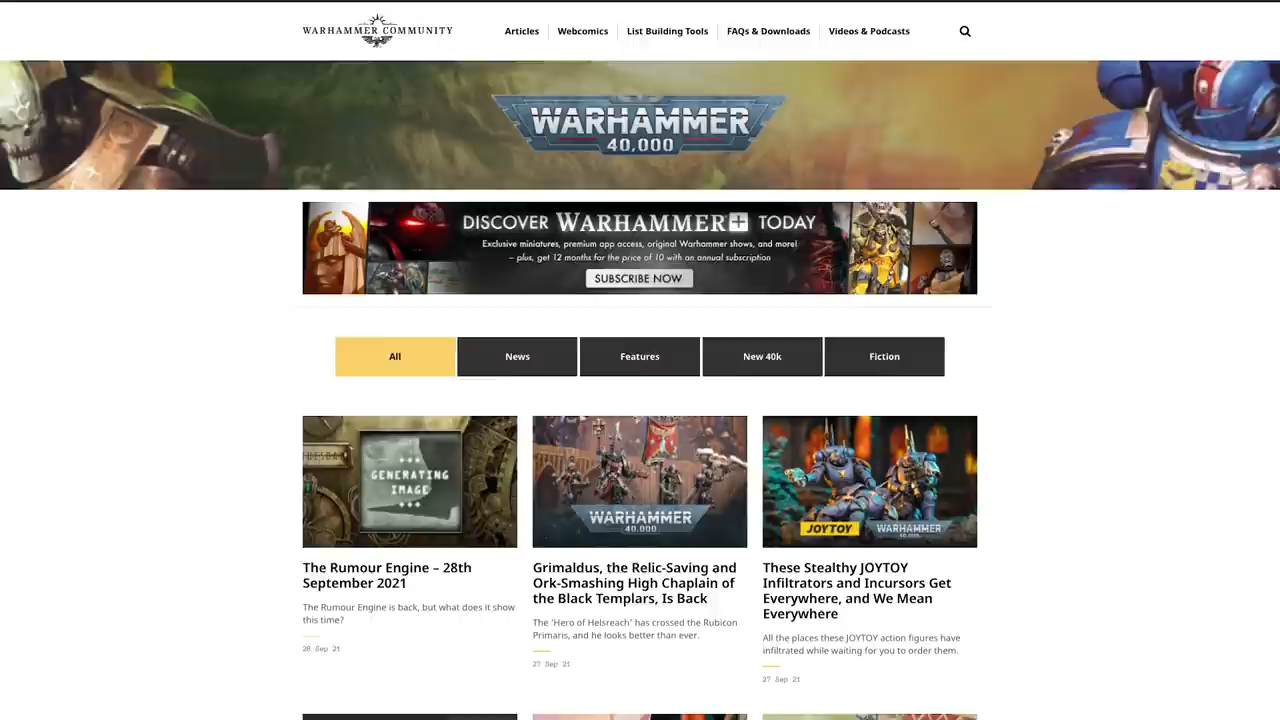 WARHAMMER COMMUNITY
Articles
Webcomics
List Building Tools
FAQs & Downloads
Videos & Podcasts
WARHAMMER
40,000
DISCOVER WARHAMMER+ TODAY
Exclusive miniatures, premium app access, original Warhammer shows, and more!
– plus, get 12 months for the price of 10 with an annual subscription
SUBSCRIBE NOW
All
News
Features
New 40k
Fiction
GENERATING
IMAGE
WARHAMMER
40,000
JOYTOY
WARHAMMER
40,000
The Rumour Engine – 28th
September 2021
The Rumour Engine is back, but what does it show
this time?
28 Sep 21
Grimaldus, the Relic-Saving and
Ork-Smashing High Chaplain of
the Black Templars, Is Back
The ‘Hero of Helsreach’ has crossed the Rubicon
Primaris, and he looks better than ever.
27 Sep 21
These Stealthy JOYTOY
Infiltrators and Incursors Get
Everywhere, and We Mean
Everywhere
All the places these JOYTOY action figures have
infiltrated while waiting for you to order them.
27 Sep 21